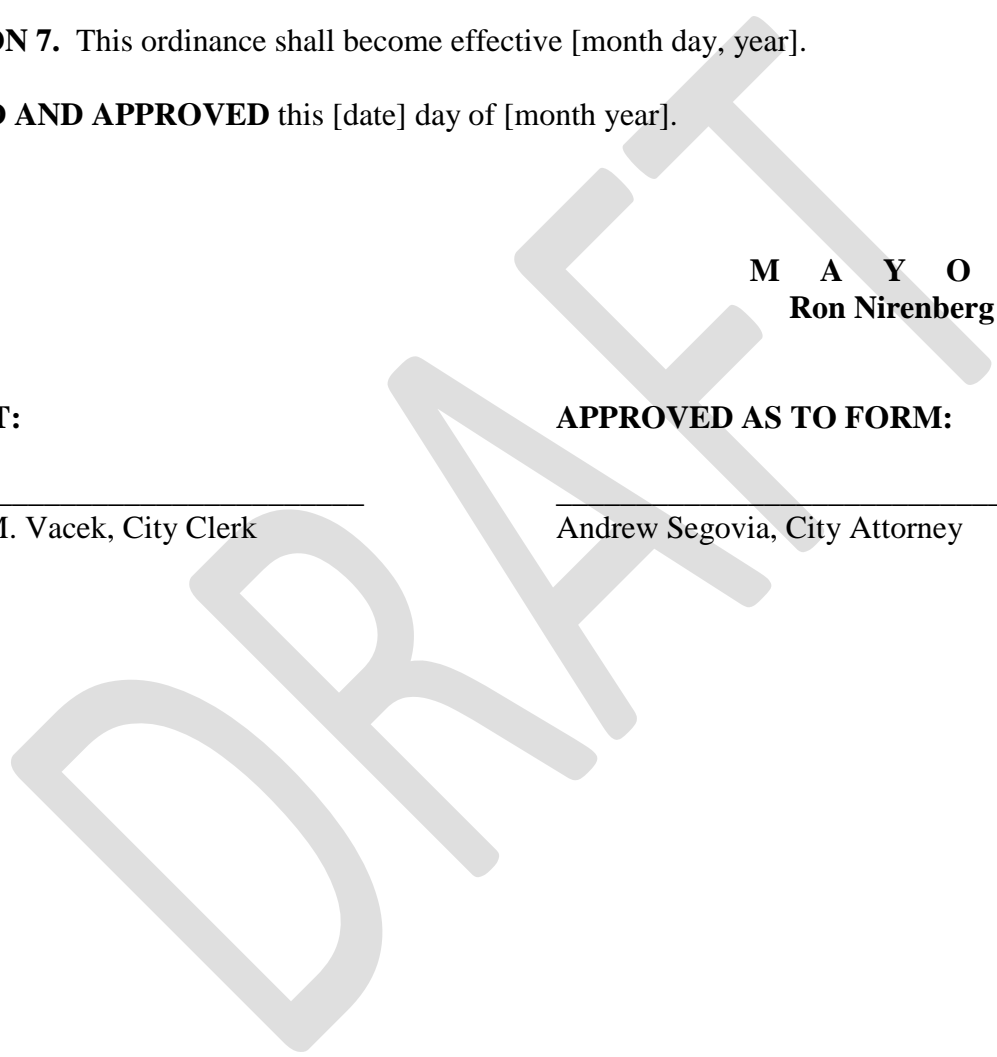 ON 7. This ordinance shall become effective [month day, year].
D AND APPROVED this [date] day of [month year].
M A Y O
Ron Nirenberg
T: APPROVED AS TO FORM:
M. Vacek, City Clerk Andrew Segovia, City Attorney
DRAFT